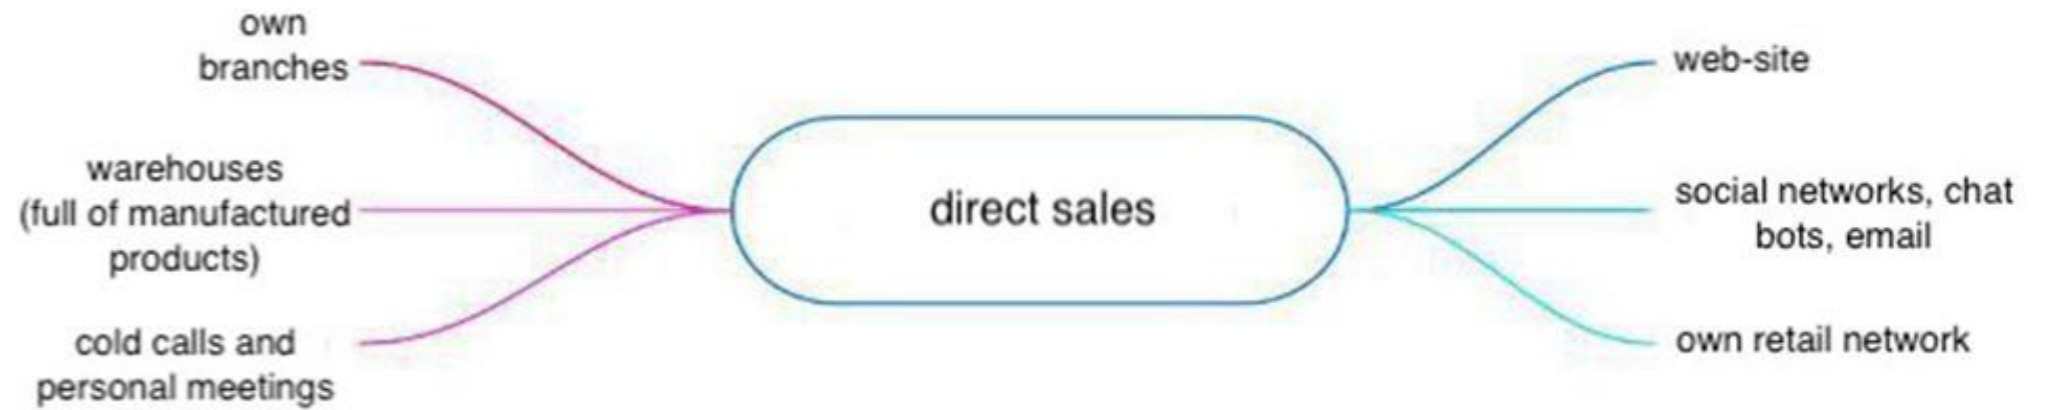 own
branches
warehouses
(full of manufactured
products)
cold calls and
personal meetings
direct sales
web-site
social networks, chat
bots, email
own retail network